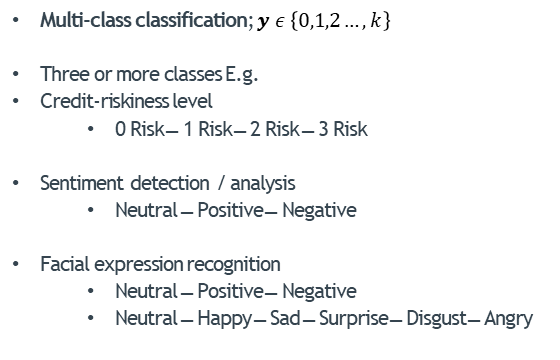 • Multi-class classification; y ϵ {0,1,2 …, k}
• Three or more classes E.g.
• Credit-riskiness level
• 0 Risk– 1 Risk– 2 Risk– 3 Risk
• Sentiment detection / analysis
• Neutral – Positive– Negative
• Facial expression recognition
• Neutral – Positive– Negative
• Neutral – Happy– Sad– Surprise– Disgust– Angry